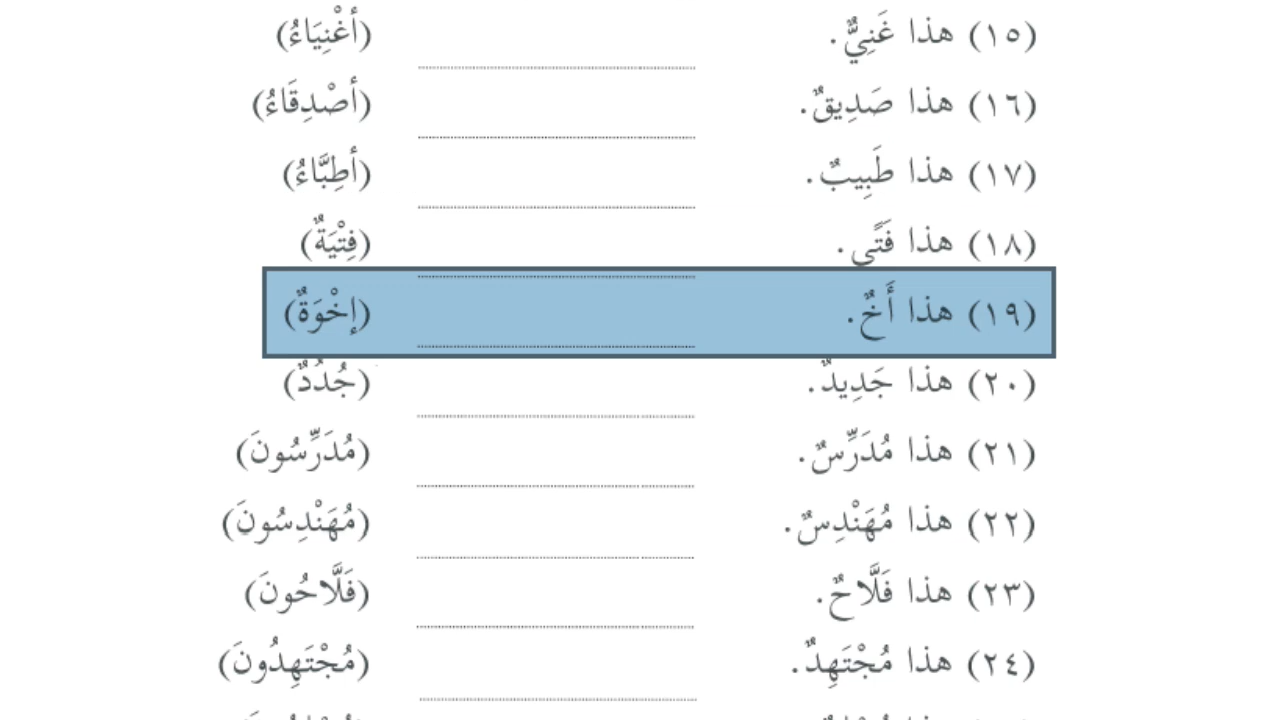 (١٥) هذا غَنِيٌّ. (أغْنِيَاءُ)
(١٦) هذا صَدِيقٌ. (أصْدِقَاءُ)
(١٧) هذا طَبِيبٌ. (أطِبَّاءُ)
(١٨) هذا فَتًى. (فِتْيَةٌ)
(١٩) هذا أَخٌ. (إخْوَةٌ)
(٢٠) هذا جَدِيدٌ. (جُدُدٌ)
(٢١) هذا مُدَرِّسٌ. (مُدَرِّسُونَ)
(٢٢) هذا مُهَنْدِسٌ. (مُهَنْدِسُونَ)
(٢٣) هذا فَلَّاحٌ. (فَلَّاحُونَ)
(٢٤) هذا مُجْتَهِدٌ. (مُجْتَهِدُونَ)